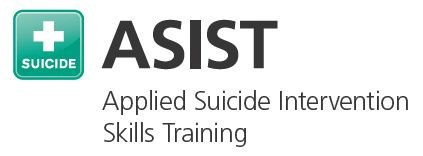 SUICIDE
ASIST
Applied Suicide Intervention
Skills Training